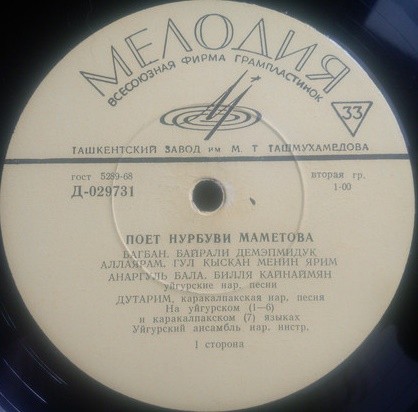 МЕЛОДИЯ
ВСЕСОЮЗНАЯ ФИРМА ГРАМПЛАСТИНОК
33
ТАШКЕНТСКИЙ ЗАВОД ИМ М. Т ТАШМУХАМЕДОВА
гост 5289-68
вторая гр.
Д-029731
1-00
ПОЕТ НУРБУВИ МАМЕТОВА
БАГБАН. БАЙРАЛИ ДЕМЭПМИДУК
АЛЛАЯРАМ. ГУЛ КЫСКАН МЕНИН ЯРИМ
АНАРГУЛЬ БАЛА. БИЛЛЯ КАЙНАЙМЯН
уйгурские нар. песни
ДУТАРИМ, каракалпакская нар. песня
На уйгурском (1—6)
и каракалпакском (7) языках
Уйгурский ансамбль нар. инстр.
1 сторона